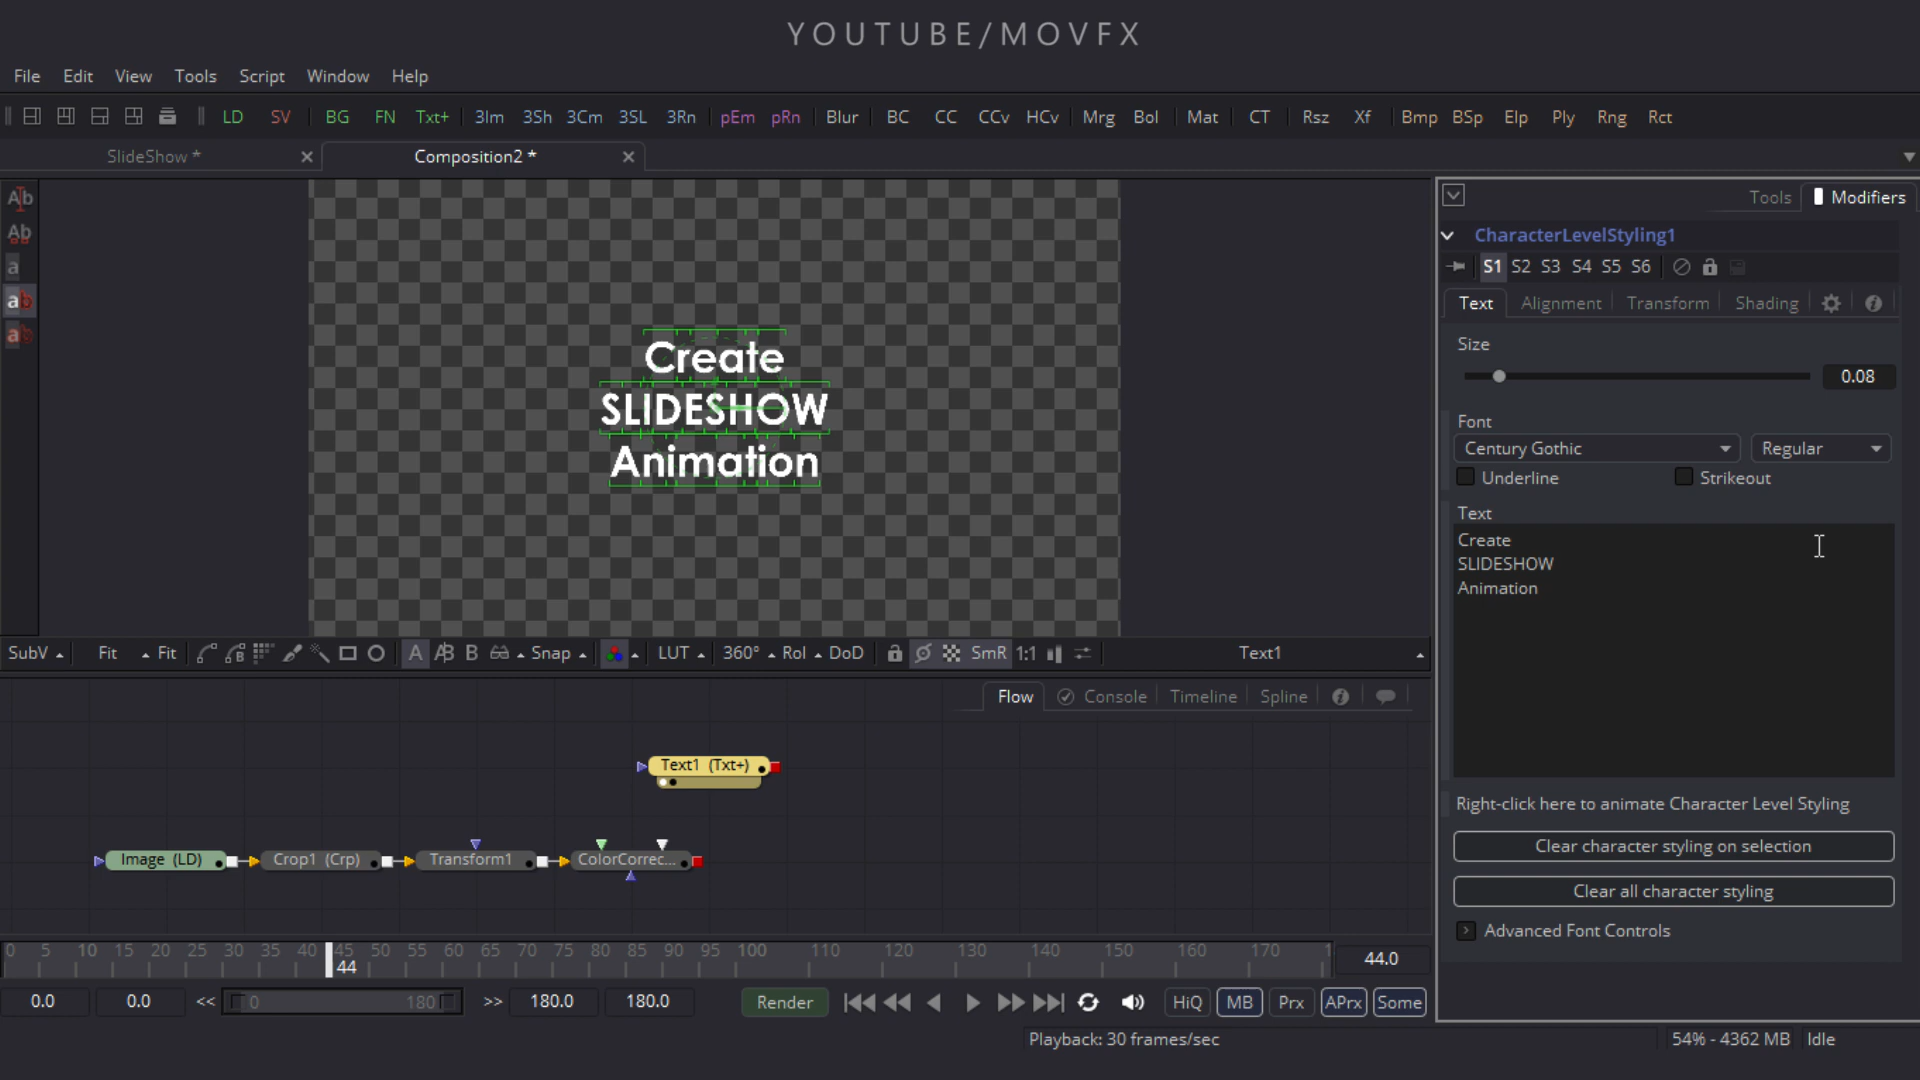 YOUTUBE/MOVFX
File Edit View Tools Script Window Help
LD SV BG FN Txt+ 3Im 3Sh 3Cm 3SL 3Rn pEm pRn Blur BC CC CCv HCv Mrg Bol Mat CT Rsz Xf Bmp BSp Elp Ply Rng Rct
SlideShow * Composition2 *
Tools Modifiers
CharacterLevelStyling1
S1 S2 S3 S4 S5 S6
Text Alignment Transform Shading
Size
0.08
Font
Century Gothic Regular
Underline Strikeout
Text
Create
SLIDESHOW
Animation
Right-click here to animate Character Level Styling
Clear character styling on selection
Clear all character styling
Advanced Font Controls
Ab
Ab
a
ab
ab
Create
SLIDESHOW
Animation
SubV Fit Fit A AB B Snap LUT 360° Rol DoD SmR 1:1 Text1
Flow Console Timeline Spline
Text1 (Txt+)
Image (LD) Crop1 (Crp) Transform1 ColorCorrec...
0 5 10 15 20 25 30 35 40 45 50 55 60 65 70 75 80 85 90 95 100 110 120 130 140 150 160 170 1
44 44.0
0.0 0.0 << 0 180 >> 180.0 180.0 Render HiQ MB Prx APrx Some
Playback: 30 frames/sec 54% - 4362 MB Idle